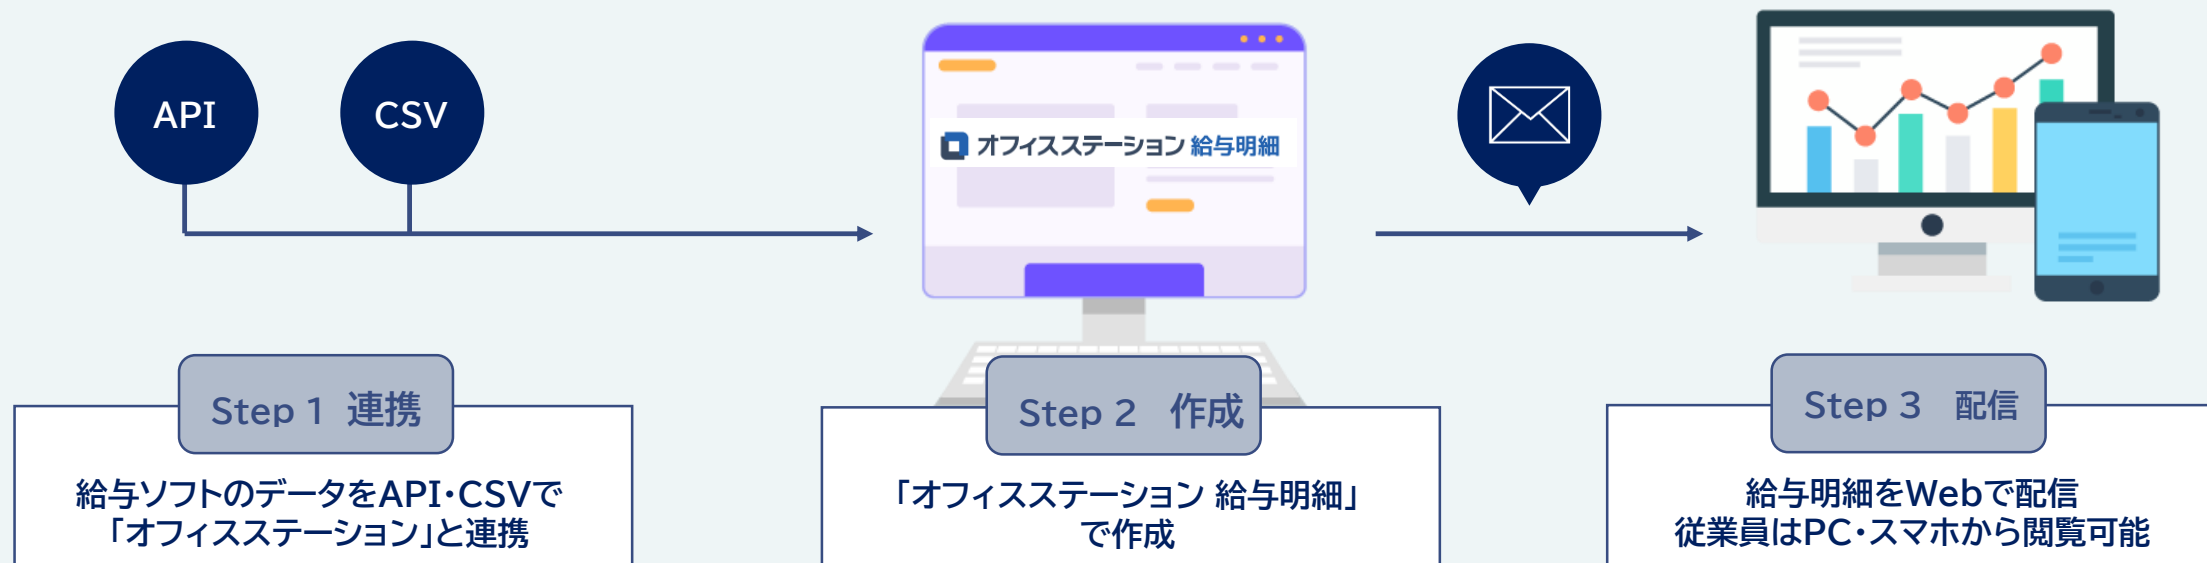 API
CSV
オフィスステーション 給与明細
Step 1 連携
給与ソフトのデータをAPI・CSVで
「オフィスステーション」と連携
Step 2 作成
「オフィスステーション 給与明細」
で作成
Step 3 配信
給与明細をWebで配信
従業員はPC・スマホから閲覧可能